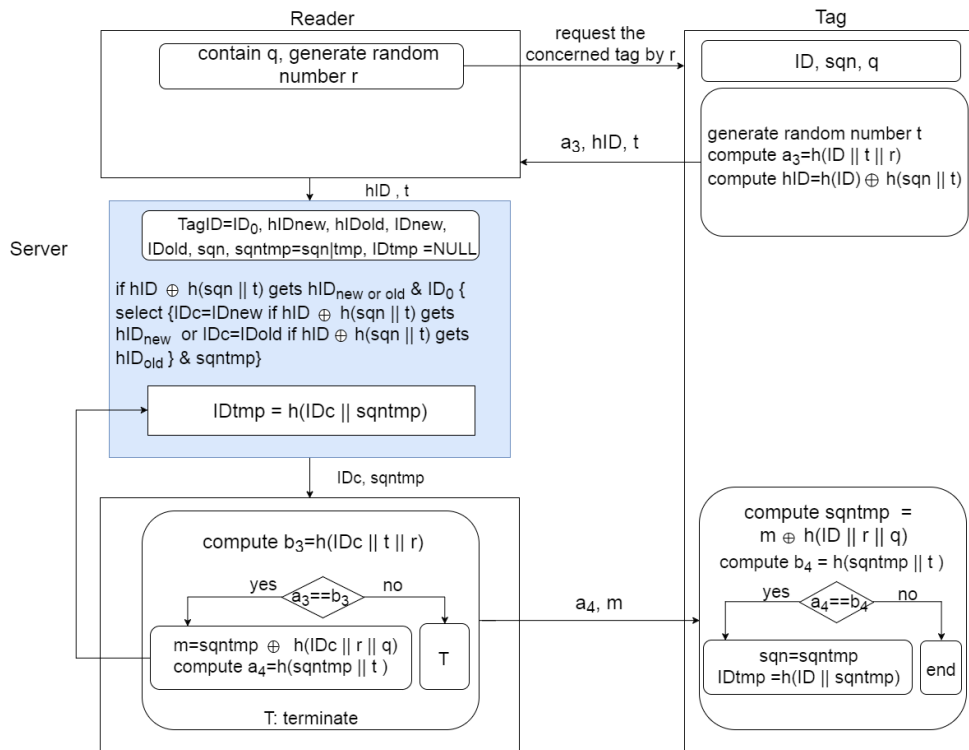 Reader
Tag
contain q, generate random
number r
request the
concerned tag by r
ID, sqn, q
generate random number t
compute a₃=h(ID || t || r)
compute hID=h(ID) ⊕ h(sqn || t)
a₃, hID, t
hID , t
Server
TagID=ID₀, hIDnew, hIDold, IDnew,
IDold, sqn, sqntmp=sqn|tmp, IDtmp =NULL
if hID ⊕ h(sqn || t) gets hID_new or old & ID₀ {
select {IDc=IDnew if hID ⊕ h(sqn || t) gets
hID_new or IDc=IDold if hID ⊕ h(sqn || t) gets
hID_old } & sqntmp}
IDtmp = h(IDc || sqntmp)
IDc, sqntmp
compute b₃=h(IDc || t || r)
yes
a₃==b₃
no
m=sqntmp ⊕ h(IDc || r || q)
compute a₄=h(sqntmp || t )
T
T: terminate
a₄, m
compute sqntmp =
m ⊕ h(ID || r || q)
compute b₄ = h(sqntmp || t )
yes
a₄==b₄
no
sqn=sqntmp
IDtmp =h(ID || sqntmp)
end